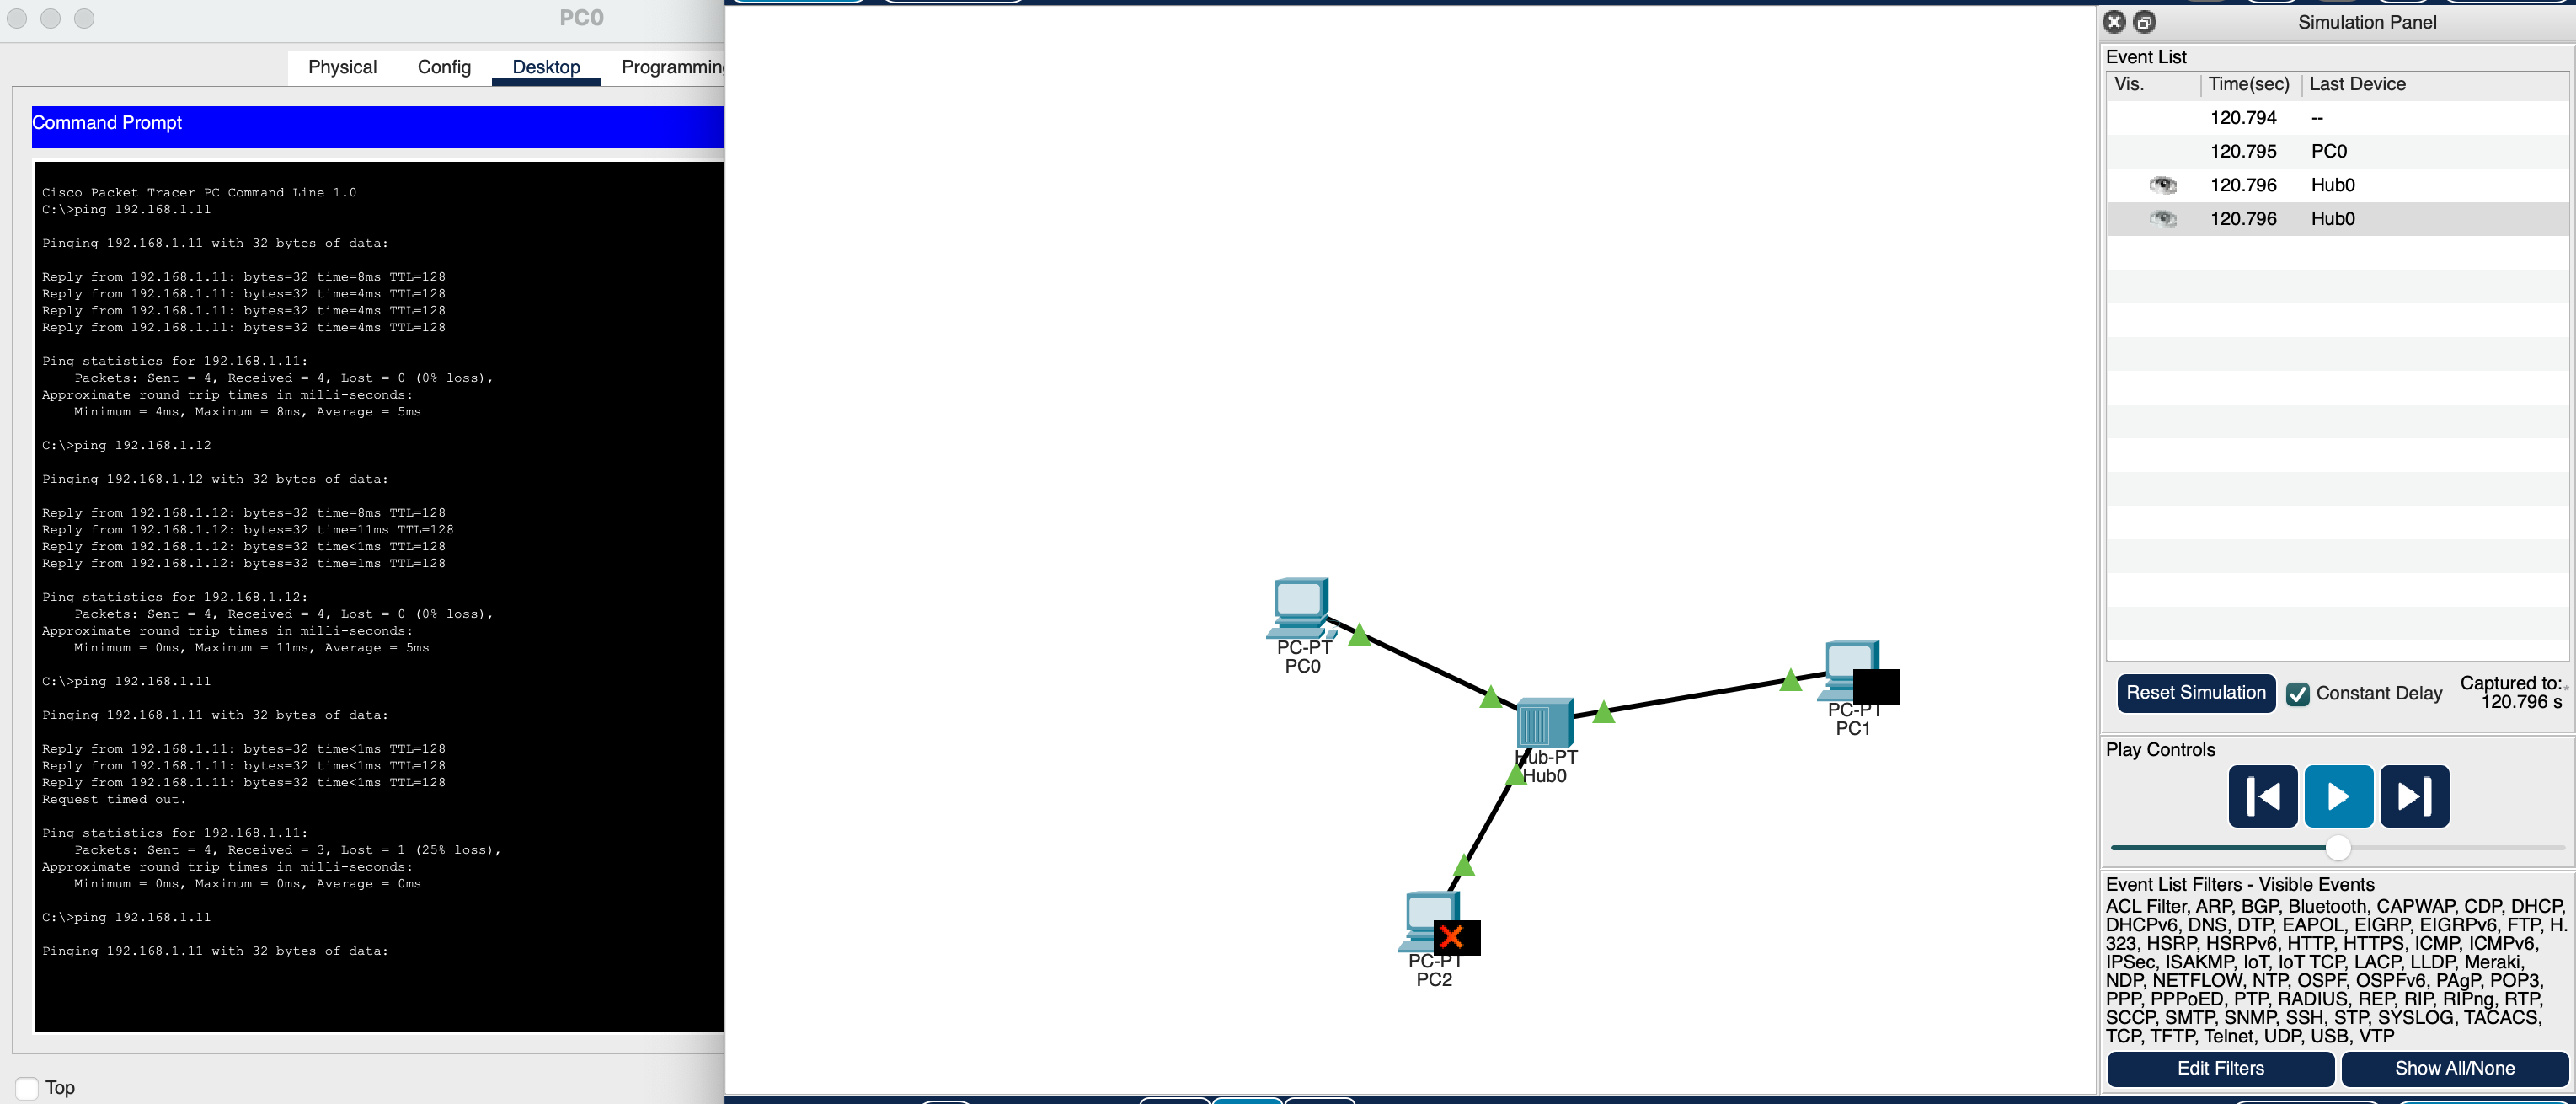 PC0
Physical Config Desktop Programming
Command Prompt
Cisco Packet Tracer PC Command Line 1.0
C:\>ping 192.168.1.11
Pinging 192.168.1.11 with 32 bytes of data:
Reply from 192.168.1.11: bytes=32 time=8ms TTL=128
Reply from 192.168.1.11: bytes=32 time=4ms TTL=128
Reply from 192.168.1.11: bytes=32 time=4ms TTL=128
Reply from 192.168.1.11: bytes=32 time=4ms TTL=128
Ping statistics for 192.168.1.11:
Packets: Sent = 4, Received = 4, Lost = 0 (0% loss),
Approximate round trip times in milli-seconds:
Minimum = 4ms, Maximum = 8ms, Average = 5ms
C:\>ping 192.168.1.12
Pinging 192.168.1.12 with 32 bytes of data:
Reply from 192.168.1.12: bytes=32 time=8ms TTL=128
Reply from 192.168.1.12: bytes=32 time=11ms TTL=128
Reply from 192.168.1.12: bytes=32 time<1ms TTL=128
Reply from 192.168.1.12: bytes=32 time=1ms TTL=128
Ping statistics for 192.168.1.12:
Packets: Sent = 4, Received = 4, Lost = 0 (0% loss),
Approximate round trip times in milli-seconds:
Minimum = 0ms, Maximum = 11ms, Average = 5ms
C:\>ping 192.168.1.11
Pinging 192.168.1.11 with 32 bytes of data:
Reply from 192.168.1.11: bytes=32 time<1ms TTL=128
Reply from 192.168.1.11: bytes=32 time<1ms TTL=128
Reply from 192.168.1.11: bytes=32 time<1ms TTL=128
Request timed out.
Ping statistics for 192.168.1.11:
Packets: Sent = 4, Received = 3, Lost = 1 (25% loss),
Approximate round trip times in milli-seconds:
Minimum = 0ms, Maximum = 0ms, Average = 0ms
C:\>ping 192.168.1.11
Pinging 192.168.1.11 with 32 bytes of data:
Top
PC-PT
PC0
Hub-PT
Hub0
PC-PT
PC1
PC-PT
PC2
Simulation Panel
Event List
Vis. Time(sec) Last Device
120.794 --
120.795 PC0
120.796 Hub0
120.796 Hub0
Reset Simulation Constant Delay
Captured to:*
120.796 s
Play Controls
Event List Filters - Visible Events
ACL Filter, ARP, BGP, Bluetooth, CAPWAP, CDP, DHCP,
DHCPv6, DNS, DTP, EAPOL, EIGRP, EIGRPv6, FTP, H.
323, HSRP, HSRPv6, HTTP, HTTPS, ICMP, ICMPv6,
IPSec, ISAKMP, IoT, IoT TCP, LACP, LLDP, Meraki,
NDP, NETFLOW, NTP, OSPF, OSPFv6, PAgP, POP3,
PPP, PPPoED, PTP, RADIUS, REP, RIP, RIPng, RTP,
SCCP, SMTP, SNMP, SSH, STP, SYSLOG, TACACS,
TCP, TFTP, Telnet, UDP, USB, VTP
Edit Filters Show All/None